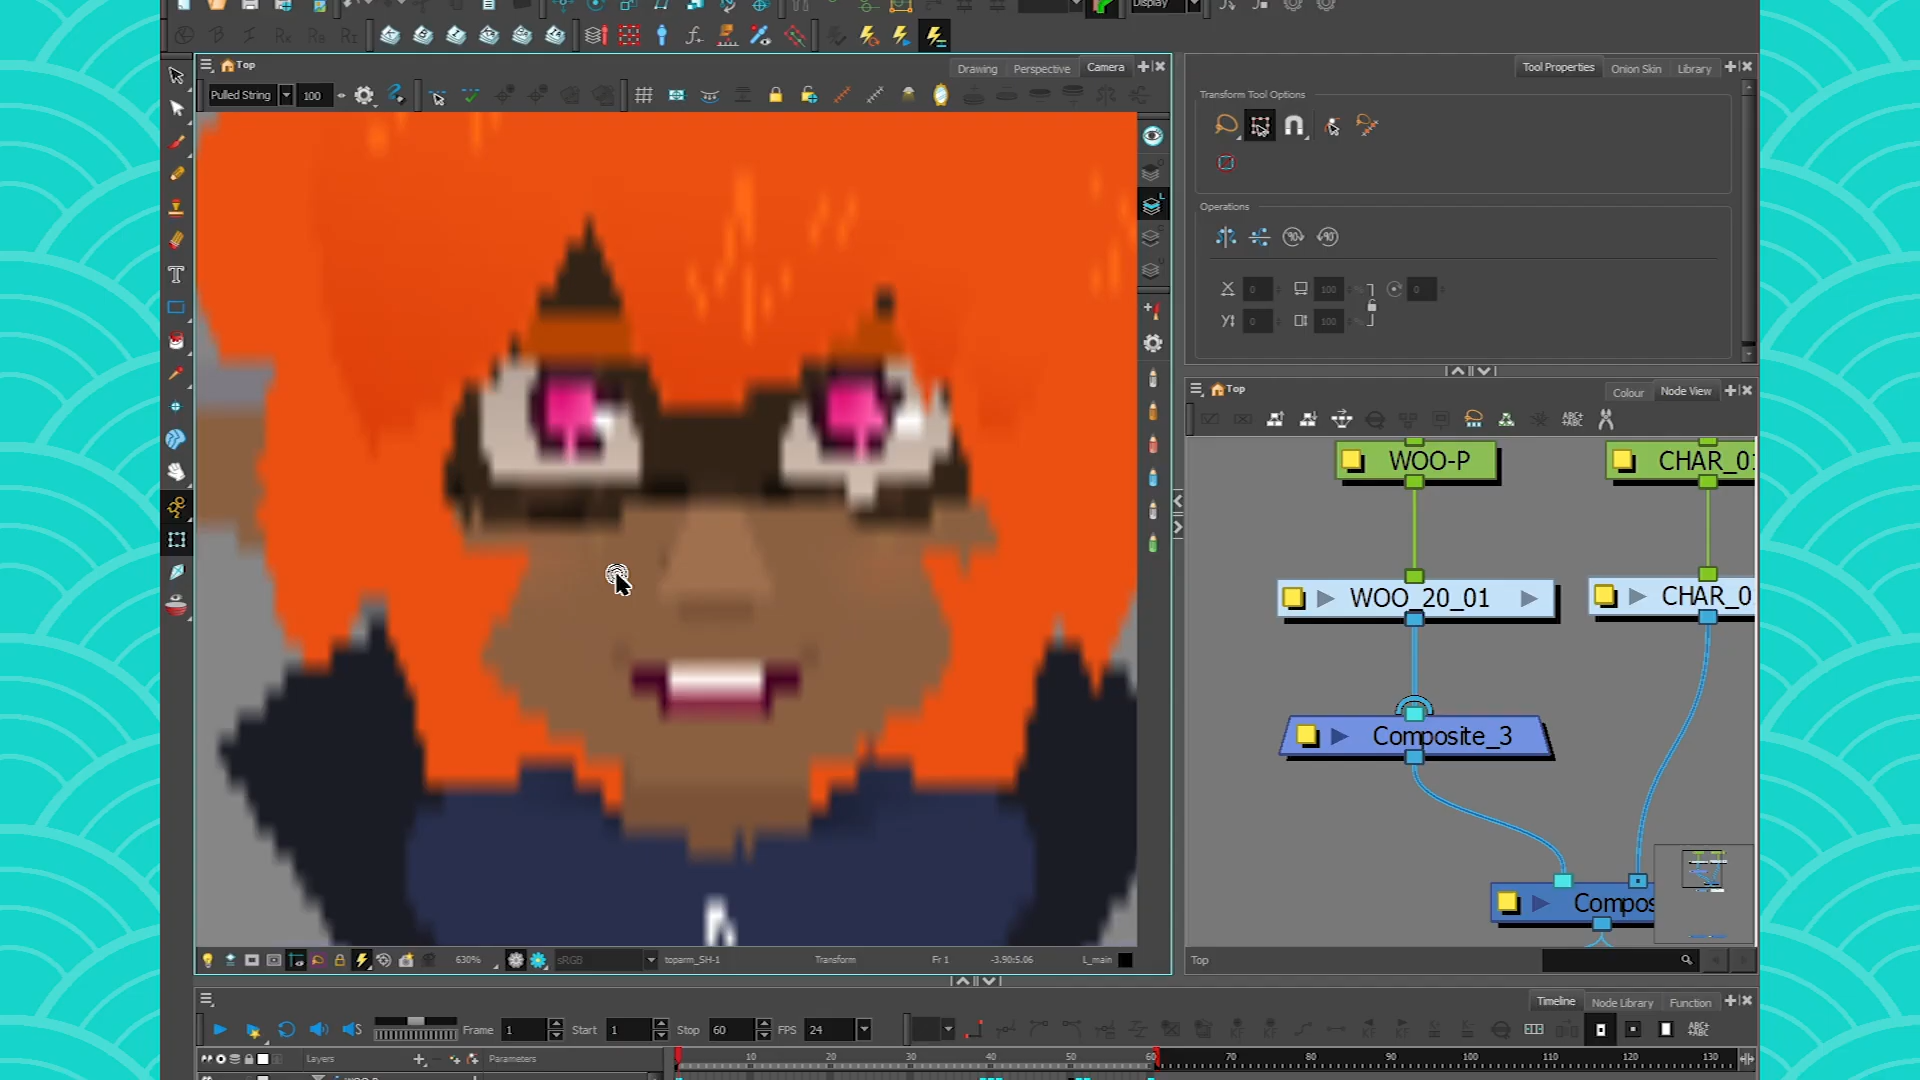 Display
Top
Drawing
Perspective
Camera
Pulled String
100
Tool Properties
Onion Skin
Library
Transform Tool Options
Operations
X
0
100
0
Y
0
100
Top
Colour
Node View
WOO-P
CHAR_01
WOO_20_01
CHAR_0
Composite_3
Compos
630%
sRGB
toparm_SH-1
Transform
Fr 1
-3.90:5.06
L_main
Top
Timeline
Node Library
Function
Frame
1
Start
1
Stop
60
FPS
24
Layers
Parameters
10
20
30
40
50
60
70
80
90
100
110
120
130